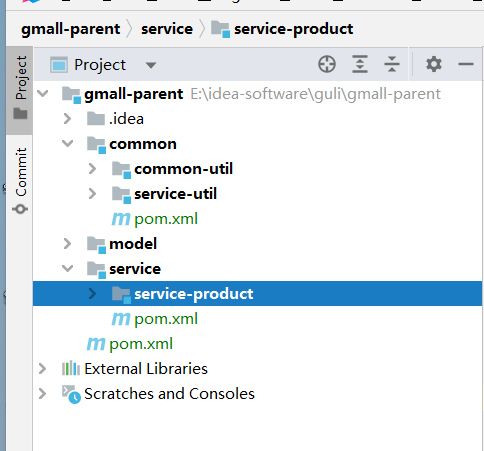 gmall-parent service service-product
Project
Project
Commit
gmall-parent E:\idea-software\guli\gmall-parent
.idea
common
common-util
service-util
pom.xml
model
service
service-product
pom.xml
pom.xml
External Libraries
Scratches and Consoles